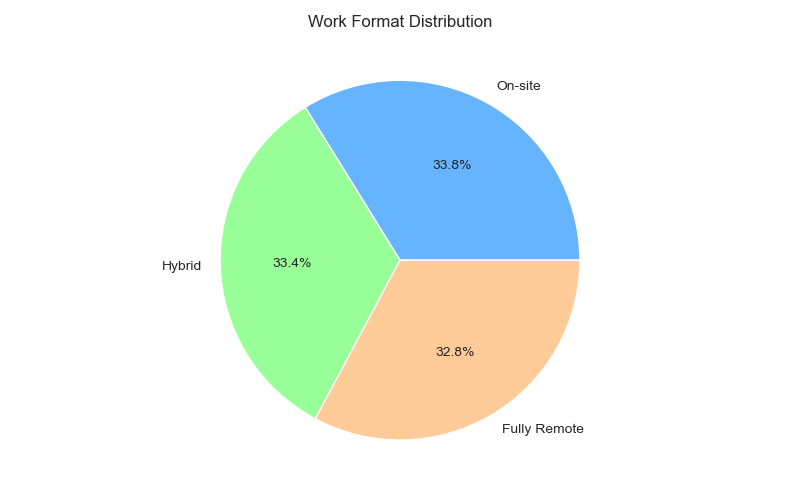 Work Format Distribution
On-site
33.8%
Hybrid
33.4%
32.8%
Fully Remote